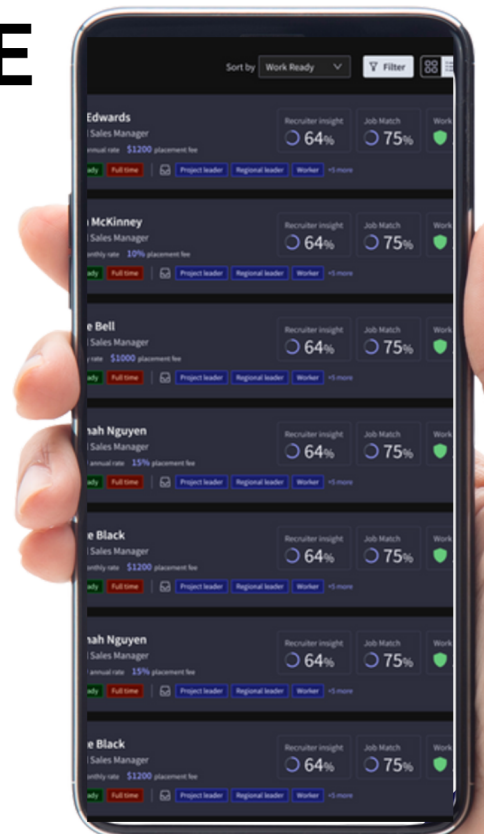 E
Sort by Work Ready Filter
Edwards
Recruiter insight Job Match Work
Sales Manager
64% 75%
annual rate $1200 placement fee
Full time Project leader Regional leader Worker +5 more
McKinney
Recruiter insight Job Match Work
Sales Manager
64% 75%
10% placement fee
Full time Project leader Regional leader Worker +5 more
Bell
Recruiter insight Job Match Work
Sales Manager
64% 75%
rate $1000 placement fee
Full time Project leader Regional leader Worker +5 more
Nguyen
Recruiter insight Job Match Work
Sales Manager
64% 75%
annual rate 15% placement fee
Full time Project leader Regional leader Worker +5 more
Black
Recruiter insight Job Match Work
Sales Manager
64% 75%
rate $1200 placement fee
Full time Project leader Regional leader Worker +5 more
Nguyen
Recruiter insight Job Match Work
Sales Manager
64% 75%
annual rate 15% placement fee
Full time Project leader Regional leader Worker +5 more
Black
Recruiter insight Job Match Work
Sales Manager
64% 75%
rate $1200 placement fee
Full time Project leader Regional leader Worker +5 more